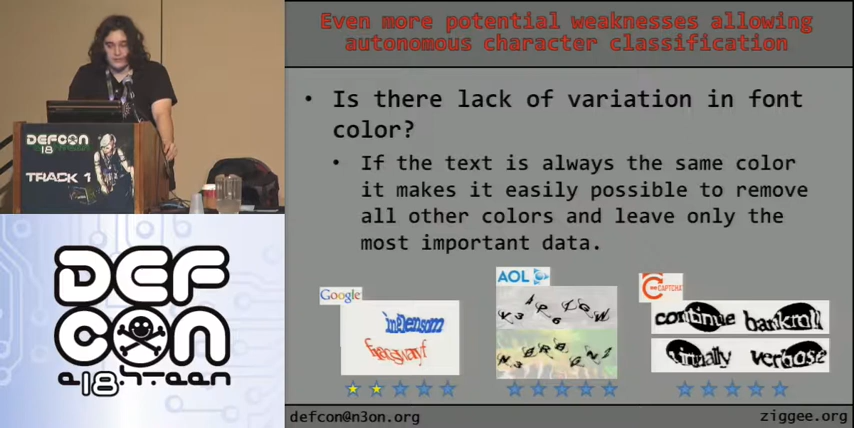 Even more potential weaknesses allowing
autonomous character classification
• Is there lack of variation in font
color?
• If the text is always the same color
it makes it easily possible to remove
all other colors and leave only the
most important data.
DEFCON
18
TRACK 1
DEF
CON
e18hteen
Google
AOL
CAPTCHA
continue bankroll
virtually verbose
defcon@n3on.org
ziggee.org